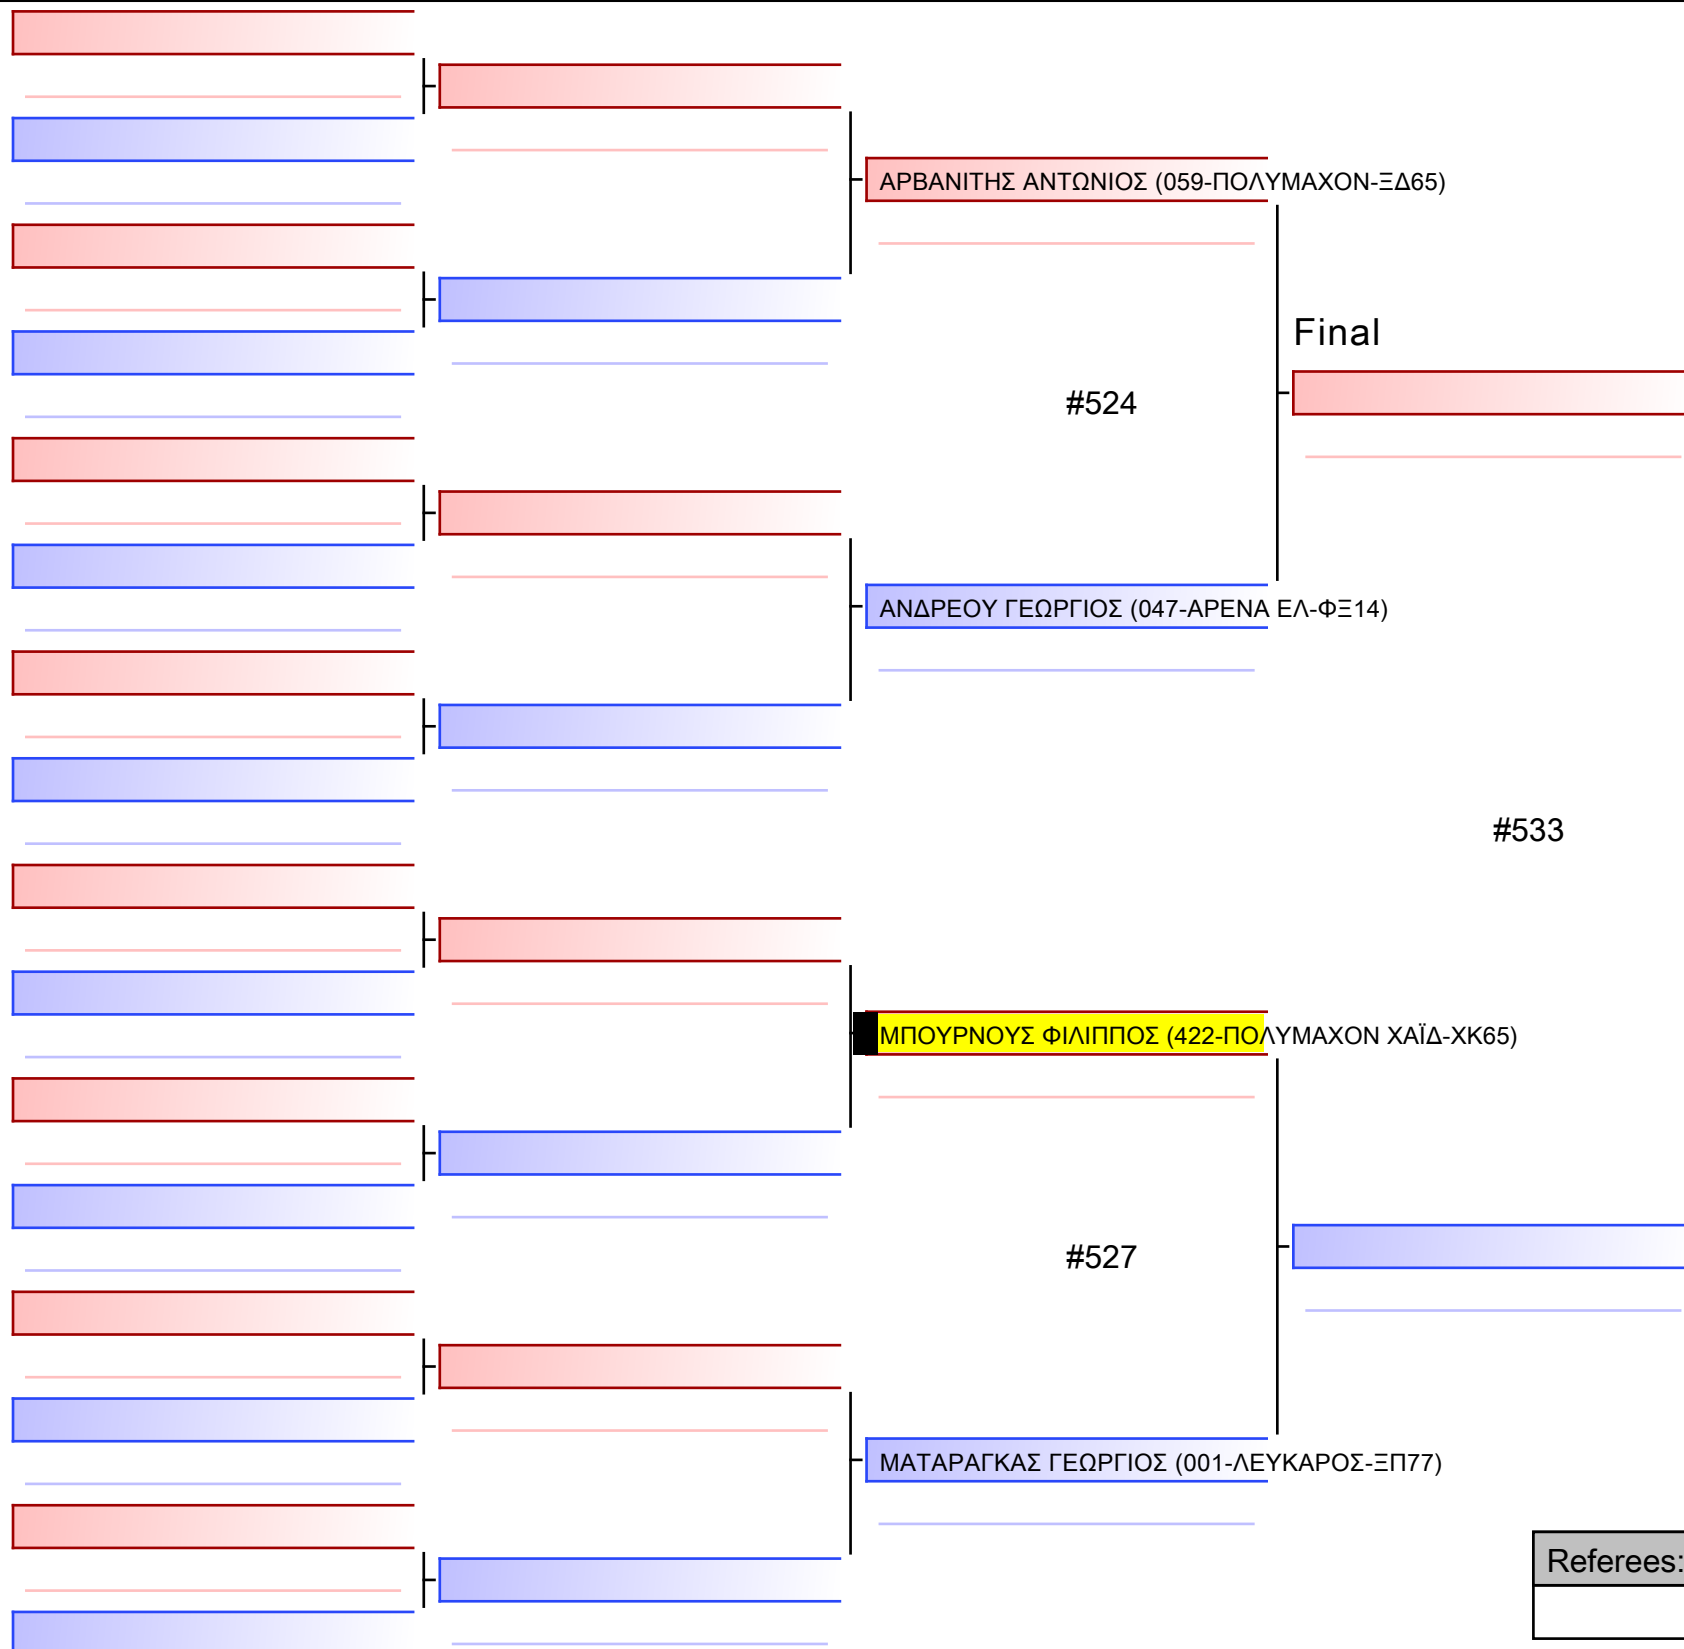 ΑΡΒΑΝΙΤΗΣ ΑΝΤΩΝΙΟΣ (059-ΠΟΛΥΜΑΧΟΝ-ΞΔ65)
Final
#524
ΑΝΔΡΕΟΥ ΓΕΩΡΓΙΟΣ (047-ΑΡΕΝΑ ΕΛ-ΦΞ14)
#533
ΜΠΟΥΡΝΟΥΣ ΦΙΛΙΠΠΟΣ (422-ΠΟΛΥΜΑΧΟΝ ΧΑΪΔ-ΧΚ65)
#527
ΜΑΤΑΡΑΓΚΑΣ ΓΕΩΡΓΙΟΣ (001-ΛΕΥΚΑΡΟΣ-ΞΠ77)
Referees: